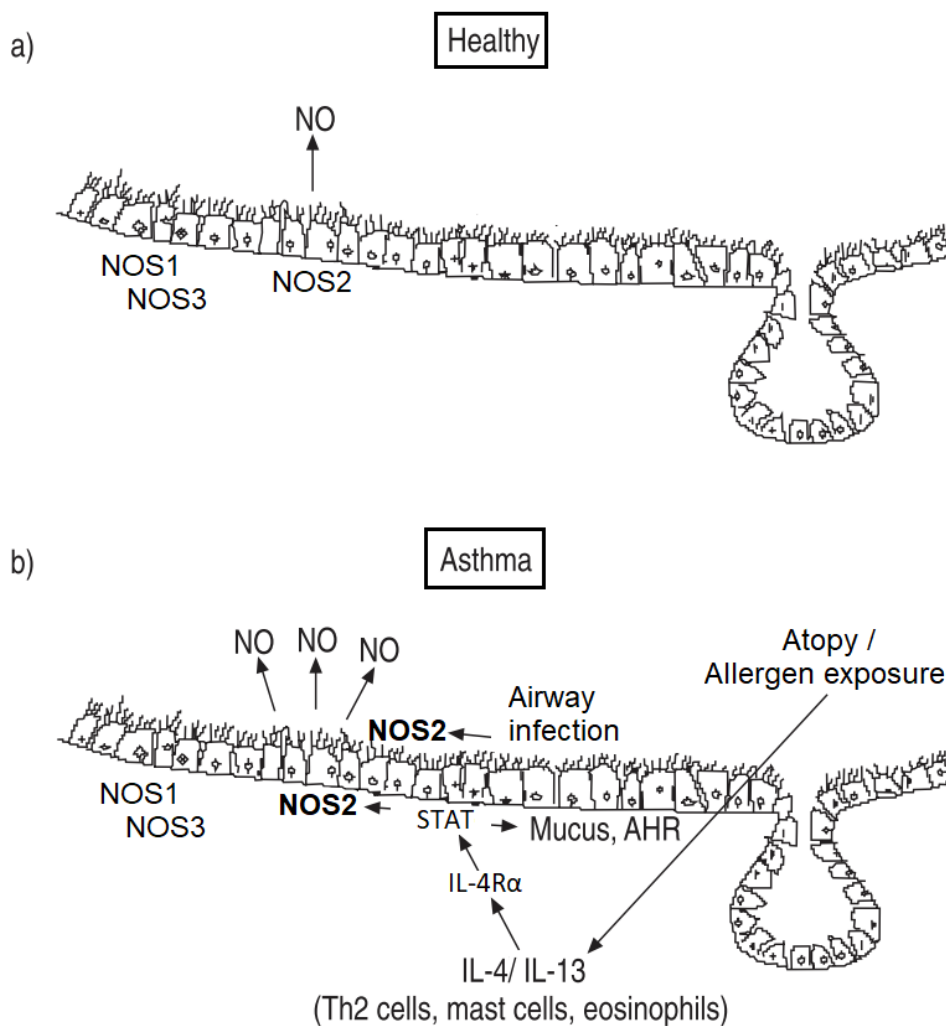 a)
Healthy
NO
NOS1
NOS3
NOS2
b)
Asthma
NO NO NO
Atopy /
Allergen exposure
Airway
infection
NOS2
NOS1
NOS3
NOS2
STAT
Mucus, AHR
IL-4Rα
IL-4/ IL-13
(Th2 cells, mast cells, eosinophils)